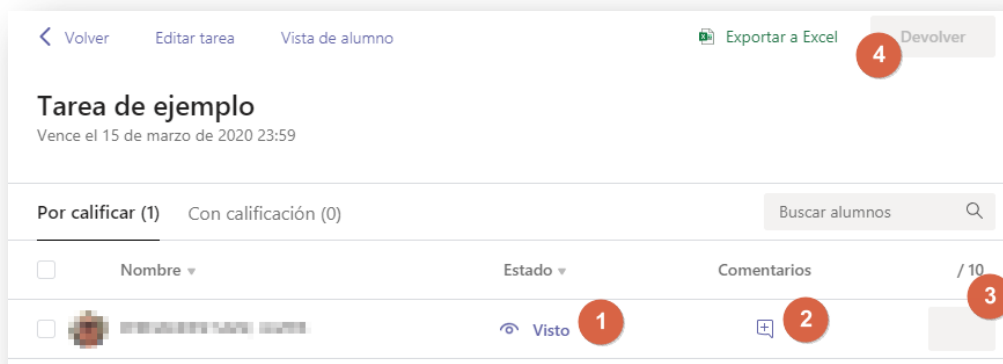 Volver Editar tarea Vista de alumno Exportar a Excel 4 Devolver
Tarea de ejemplo
Vence el 15 de marzo de 2020 23:59
Por calificar (1) Con calificación (0) Buscar alumnos
Nombre Estado Comentarios / 10
Visto 1 2 3